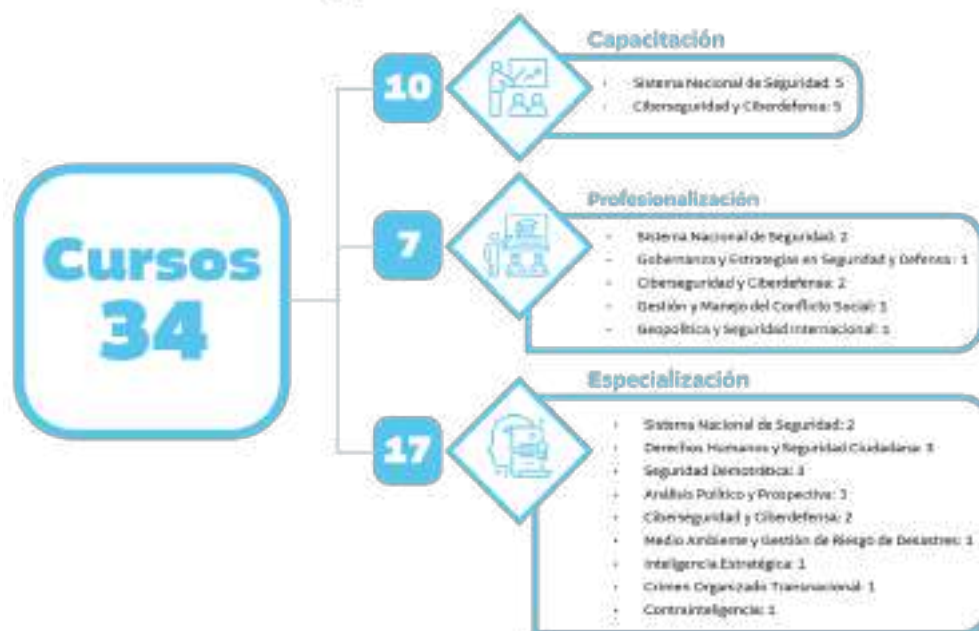 Cursos
34
10
Capacitación
Sistema Nacional de Seguridad: 5
Ciberseguridad y Ciberdefensa: 5
7
Profesionalización
Sistema Nacional de Seguridad: 2
Gobernanza y Estrategias en Seguridad y Defensa: 1
Ciberseguridad y Ciberdefensa: 2
Gestión y Manejo del Conflicto Social: 1
Geopolítica y Seguridad Internacional: 1
17
Especialización
Sistema Nacional de Seguridad: 2
Derechos Humanos y Seguridad Ciudadana: 3
Seguridad Democrática: 3
Análisis Político y Prospectiva: 3
Ciberseguridad y Ciberdefensa: 2
Medio Ambiente y Gestión de Riesgo de Desastres: 1
Inteligencia Estratégica: 1
Crimen Organizado Transnacional: 1
Contrainteligencia: 1